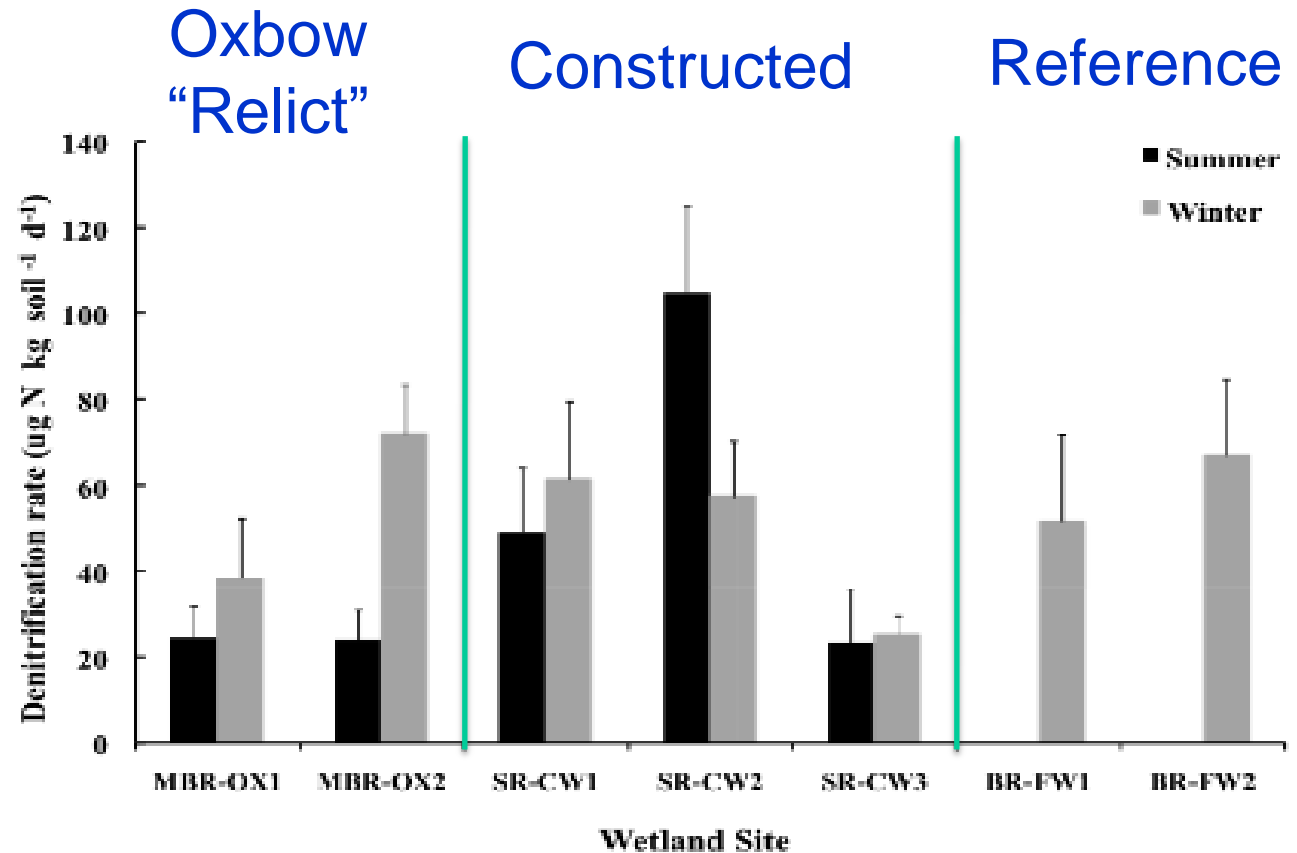 Oxbow
“Relict”
Constructed
Reference
Summer
Winter
Denitrification rate (ug N kg soil ⁻¹ d⁻¹)
140
120
100
80
60
40
20
0
MBR-OX1 MBR-OX2 SR-CW1 SR-CW2 SR-CW3 BR-FW1 BR-FW2
Wetland Site